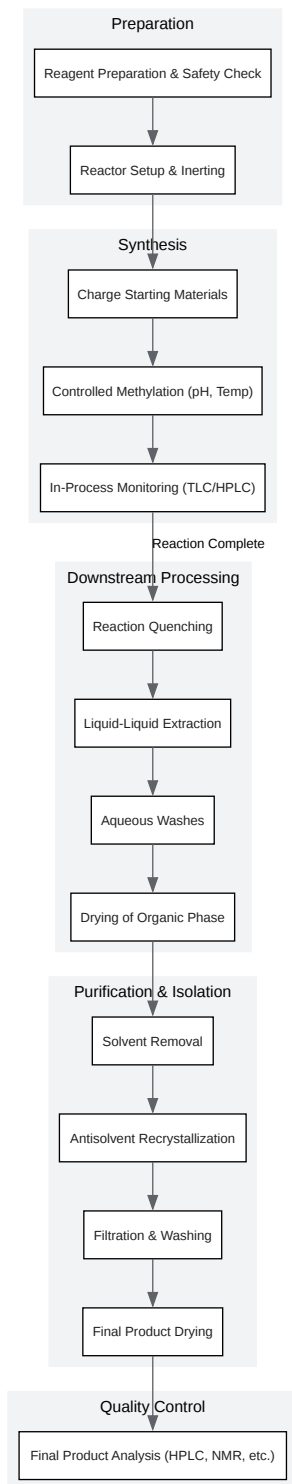 Preparation
Reagent Preparation & Safety Check
Reactor Setup & Inerting
Synthesis
Charge Starting Materials
Controlled Methylation (pH, Temp)
In-Process Monitoring (TLC/HPLC)
Reaction Complete
Downstream Processing
Reaction Quenching
Liquid-Liquid Extraction
Aqueous Washes
Drying of Organic Phase
Purification & Isolation
Solvent Removal
Antisolvent Recrystallization
Filtration & Washing
Final Product Drying
Quality Control
Final Product Analysis (HPLC, NMR, etc.)